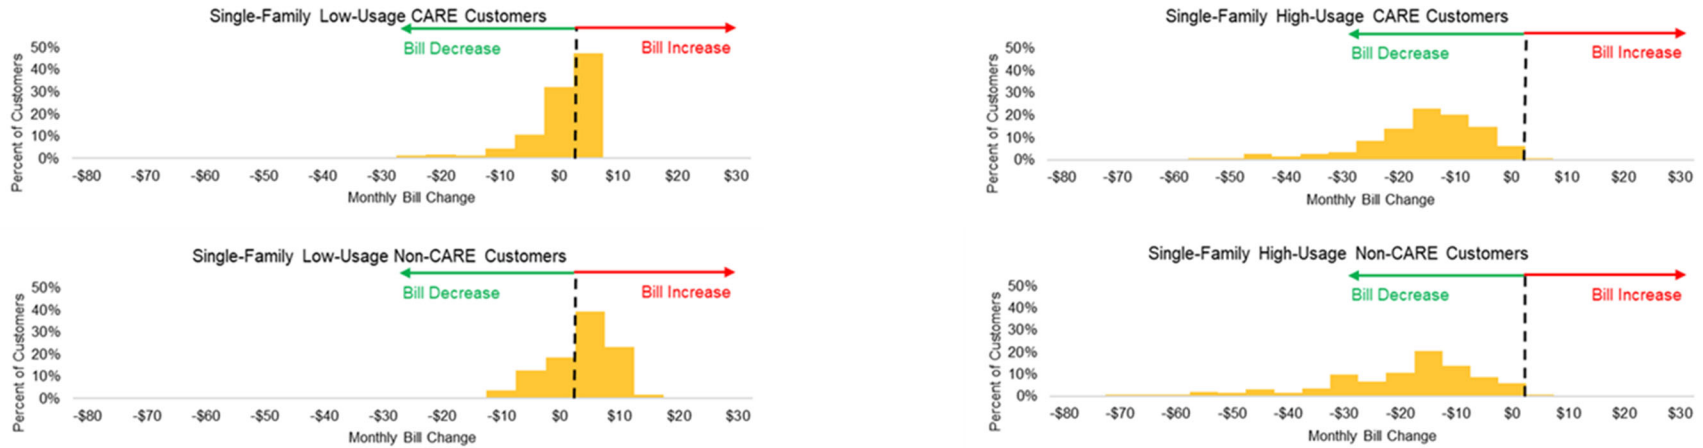 Single-Family Low-Usage CARE Customers
Bill Decrease
Bill Increase
Percent of Customers
50%
40%
30%
20%
10%
0%
-$80 -$70 -$60 -$50 -$40 -$30 -$20 -$10 $0 $10 $20 $30
Monthly Bill Change
Single-Family High-Usage CARE Customers
Bill Decrease
Bill Increase
Percent of Customers
50%
40%
30%
20%
10%
0%
-$80 -$70 -$60 -$50 -$40 -$30 -$20 -$10 $0 $10 $20 $30
Monthly Bill Change
Single-Family Low-Usage Non-CARE Customers
Bill Decrease
Bill Increase
Percent of Customers
50%
40%
30%
20%
10%
0%
-$80 -$70 -$60 -$50 -$40 -$30 -$20 -$10 $0 $10 $20 $30
Monthly Bill Change
Single-Family High-Usage Non-CARE Customers
Bill Decrease
Bill Increase
Percent of Customers
50%
40%
30%
20%
10%
0%
-$80 -$70 -$60 -$50 -$40 -$30 -$20 -$10 $0 $10 $20 $30
Monthly Bill Change